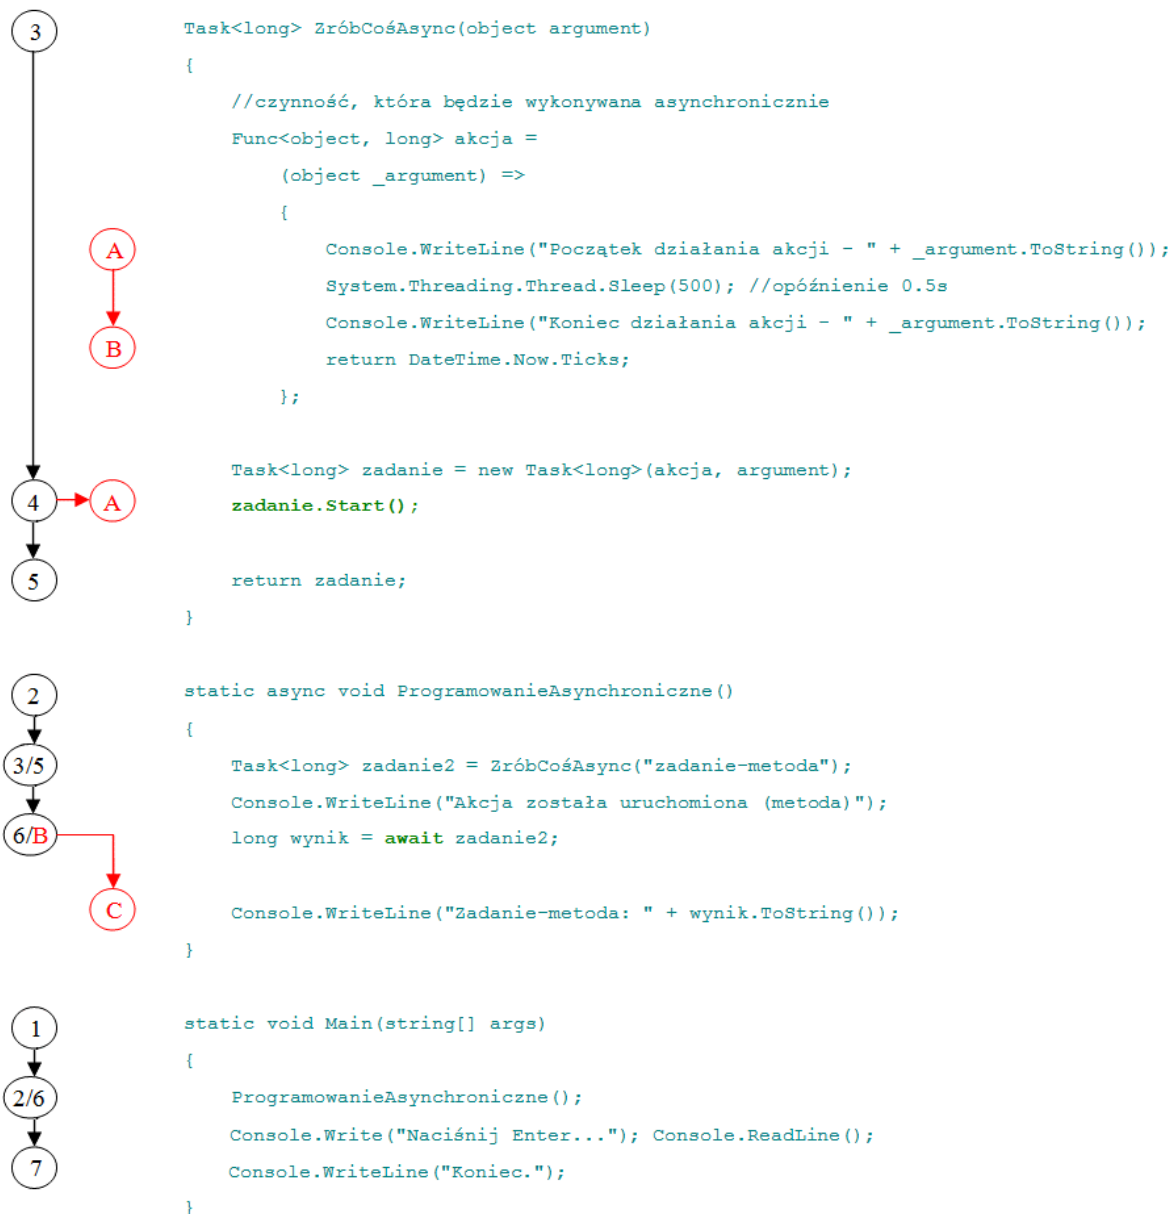 3 Task<long> ZróbCośAsync(object argument)
{
//czynność, która będzie wykonywana asynchronicznie
Func<object, long> akcja =
(object _argument) =>
{
A Console.WriteLine("Początek działania akcji - " + _argument.ToString());
System.Threading.Thread.Sleep(500); //opóźnienie 0.5s
Console.WriteLine("Koniec działania akcji - " + _argument.ToString());
B return DateTime.Now.Ticks;
};
Task<long> zadanie = new Task<long>(akcja, argument);
4 A zadanie.Start();
5 return zadanie;
}
2 static async void ProgramowanieAsynchroniczne()
{
3/5 Task<long> zadanie2 = ZróbCośAsync("zadanie-metoda");
Console.WriteLine("Akcja została uruchomiona (metoda)");
6/B long wynik = await zadanie2;
C Console.WriteLine("Zadanie-metoda: " + wynik.ToString());
}
1 static void Main(string[] args)
{
2/6 ProgramowanieAsynchroniczne();
Console.Write("Naciśnij Enter..."); Console.ReadLine();
7 Console.WriteLine("Koniec.");
}